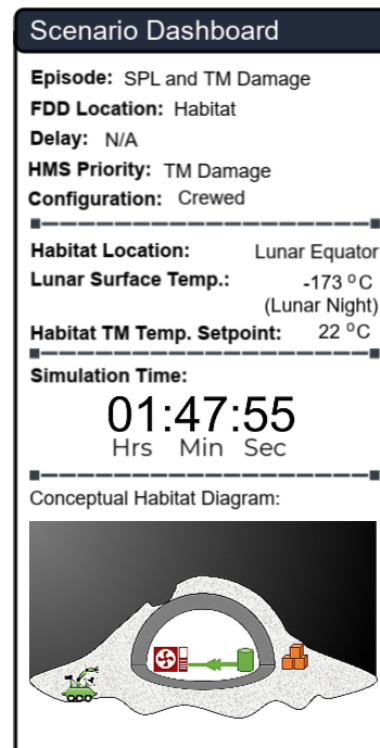 Scenario Dashboard
Episode: SPL and TM Damage
FDD Location: Habitat
Delay: N/A
HMS Priority: TM Damage
Configuration: Crewed
Habitat Location: Lunar Equator
Lunar Surface Temp.: -173 °C
(Lunar Night)
Habitat TM Temp. Setpoint: 22 °C
Simulation Time:
01:47:55
Hrs Min Sec
Conceptual Habitat Diagram: